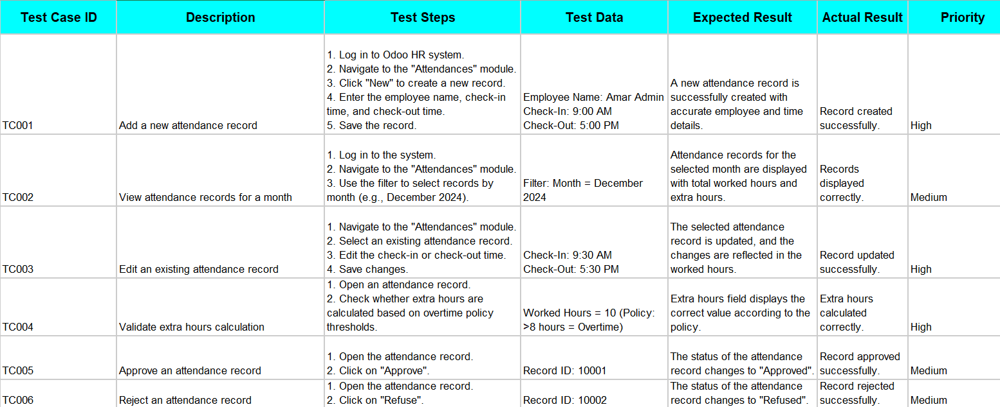 Test Case ID
Description
Test Steps
Test Data
Expected Result
Actual Result
Priority
TC001
Add a new attendance record
1. Log in to Odoo HR system.
2. Navigate to the "Attendances" module.
3. Click "New" to create a new record.
4. Enter the employee name, check-in
time, and check-out time.
5. Save the record.
Employee Name: Amar Admin
Check-In: 9:00 AM
Check-Out: 5:00 PM
A new attendance record is
successfully created with
accurate employee and time
details.
Record created
successfully.
High
TC002
View attendance records for a month
1. Log in to the system.
2. Navigate to the "Attendances" module.
3. Use the filter to select records by
month (e.g., December 2024).
Filter: Month = December
2024
Attendance records for the
selected month are displayed
with total worked hours and
extra hours.
Records
displayed
correctly.
Medium
TC003
Edit an existing attendance record
1. Navigate to the "Attendances" module.
2. Select an existing attendance record.
3. Edit the check-in or check-out time.
4. Save changes.
Check-In: 9:30 AM
Check-Out: 5:30 PM
The selected attendance
record is updated, and the
changes are reflected in the
worked hours.
Record updated
successfully.
High
TC004
Validate extra hours calculation
1. Open an attendance record.
2. Check whether extra hours are
calculated based on overtime policy
thresholds.
Worked Hours = 10 (Policy:
>8 hours = Overtime)
Extra hours field displays the
correct value according to the
policy.
Extra hours
calculated
correctly.
High
TC005
Approve an attendance record
1. Open the attendance record.
2. Click on "Approve".
Record ID: 10001
The status of the attendance
record changes to "Approved".
Record approved
successfully.
Medium
TC006
Reject an attendance record
1. Open the attendance record.
2. Click on "Refuse".
Record ID: 10002
The status of the attendance
record changes to "Refused".
Record rejected
successfully.
Medium